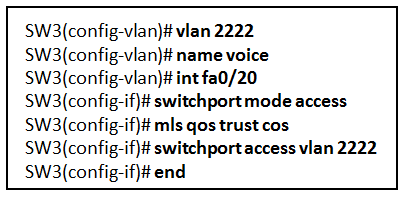 SW3(config-vlan)# vlan 2222
SW3(config-vlan)# name voice
SW3(config-vlan)# int fa0/20
SW3(config-if)# switchport mode access
SW3(config-if)# mls qos trust cos
SW3(config-if)# switchport access vlan 2222
SW3(config-if)# end